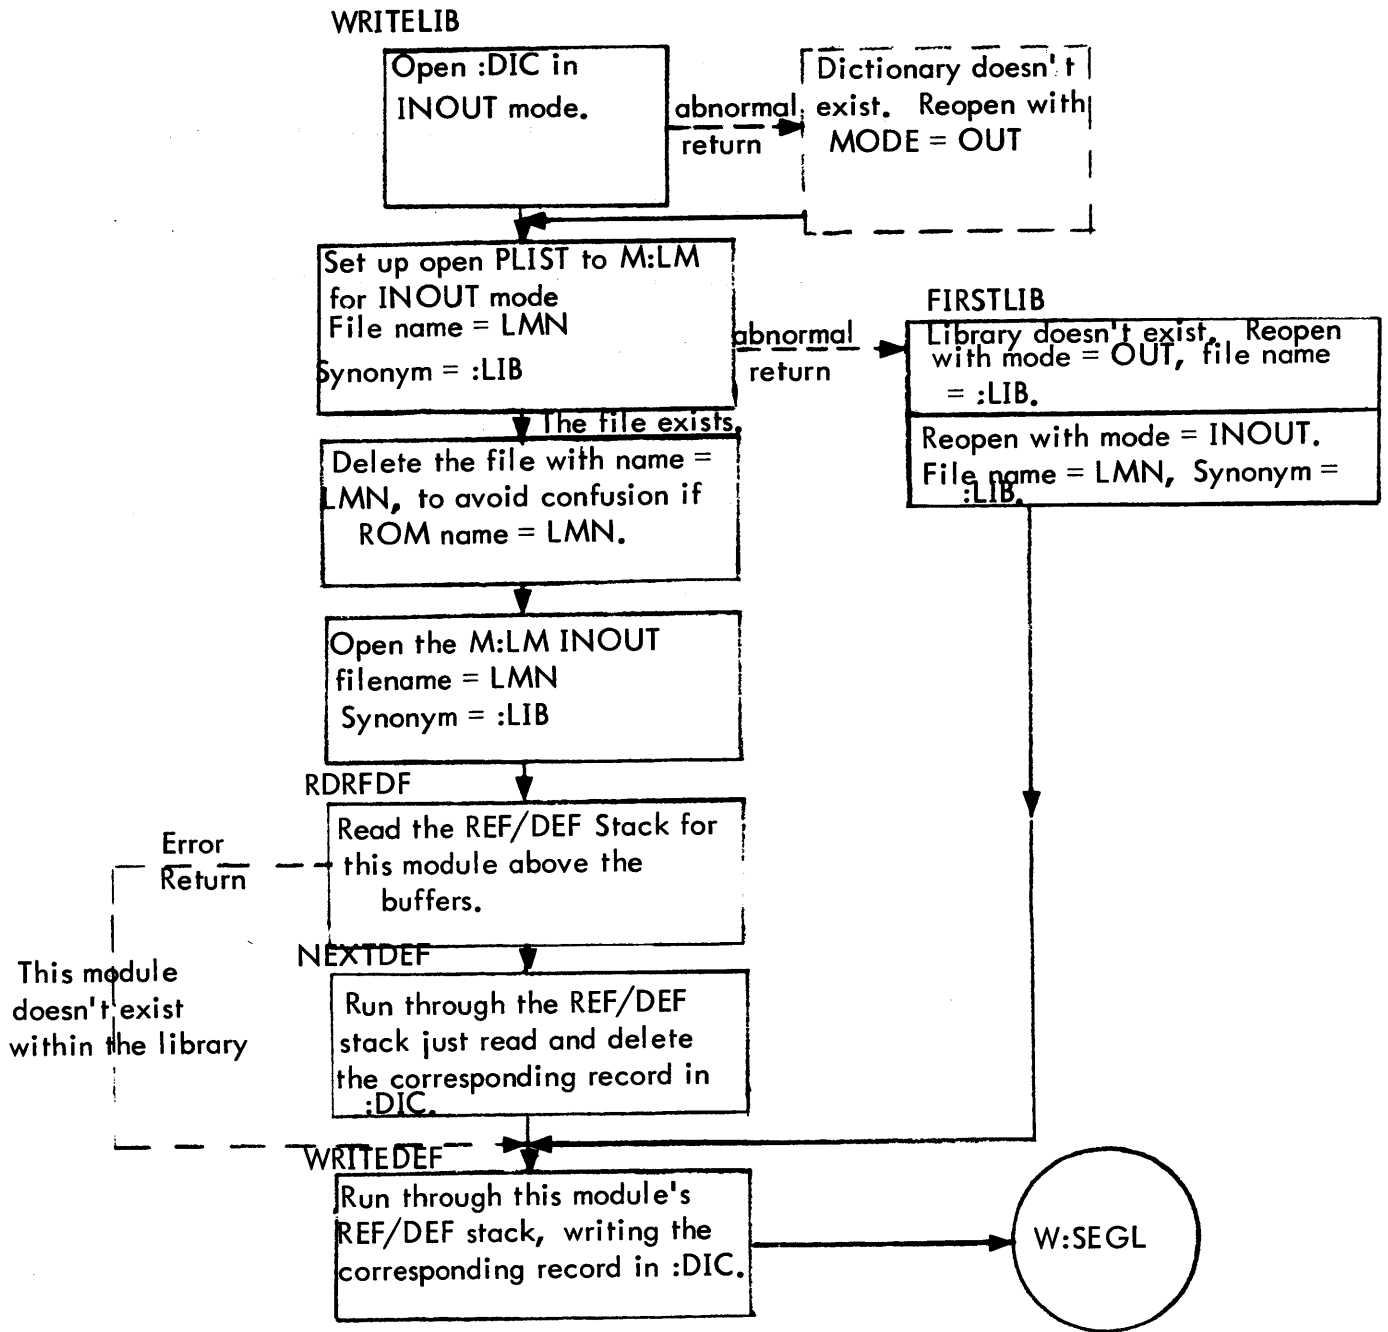 WRITELIB
Open :DIC in
INOUT mode.
abnormal
return
Dictionary doesn't
exist. Reopen with
MODE = OUT
Set up open PLIST to M:LM
for INOUT mode
File name = LMN
Synonym = :LIB
abnormal
return
FIRSTLIB
Library doesn't exist. Reopen
with mode = OUT, file name
= :LIB.
Reopen with mode = INOUT.
File name = LMN, Synonym =
:LIB.
The file exists.
Delete the file with name =
LMN, to avoid confusion if
ROM name = LMN.
Open the M:LM INOUT
filename = LMN
Synonym = :LIB
RDRFDF
Read the REF/DEF Stack for
this module above the
buffers.
Error
Return
This module
doesn't exist
within the library
NEXTDEF
Run through the REF/DEF
stack just read and delete
the corresponding record in
:DIC.
WRITEDEF
Run through this module's
REF/DEF stack, writing the
corresponding record in :DIC.
W:SEGL